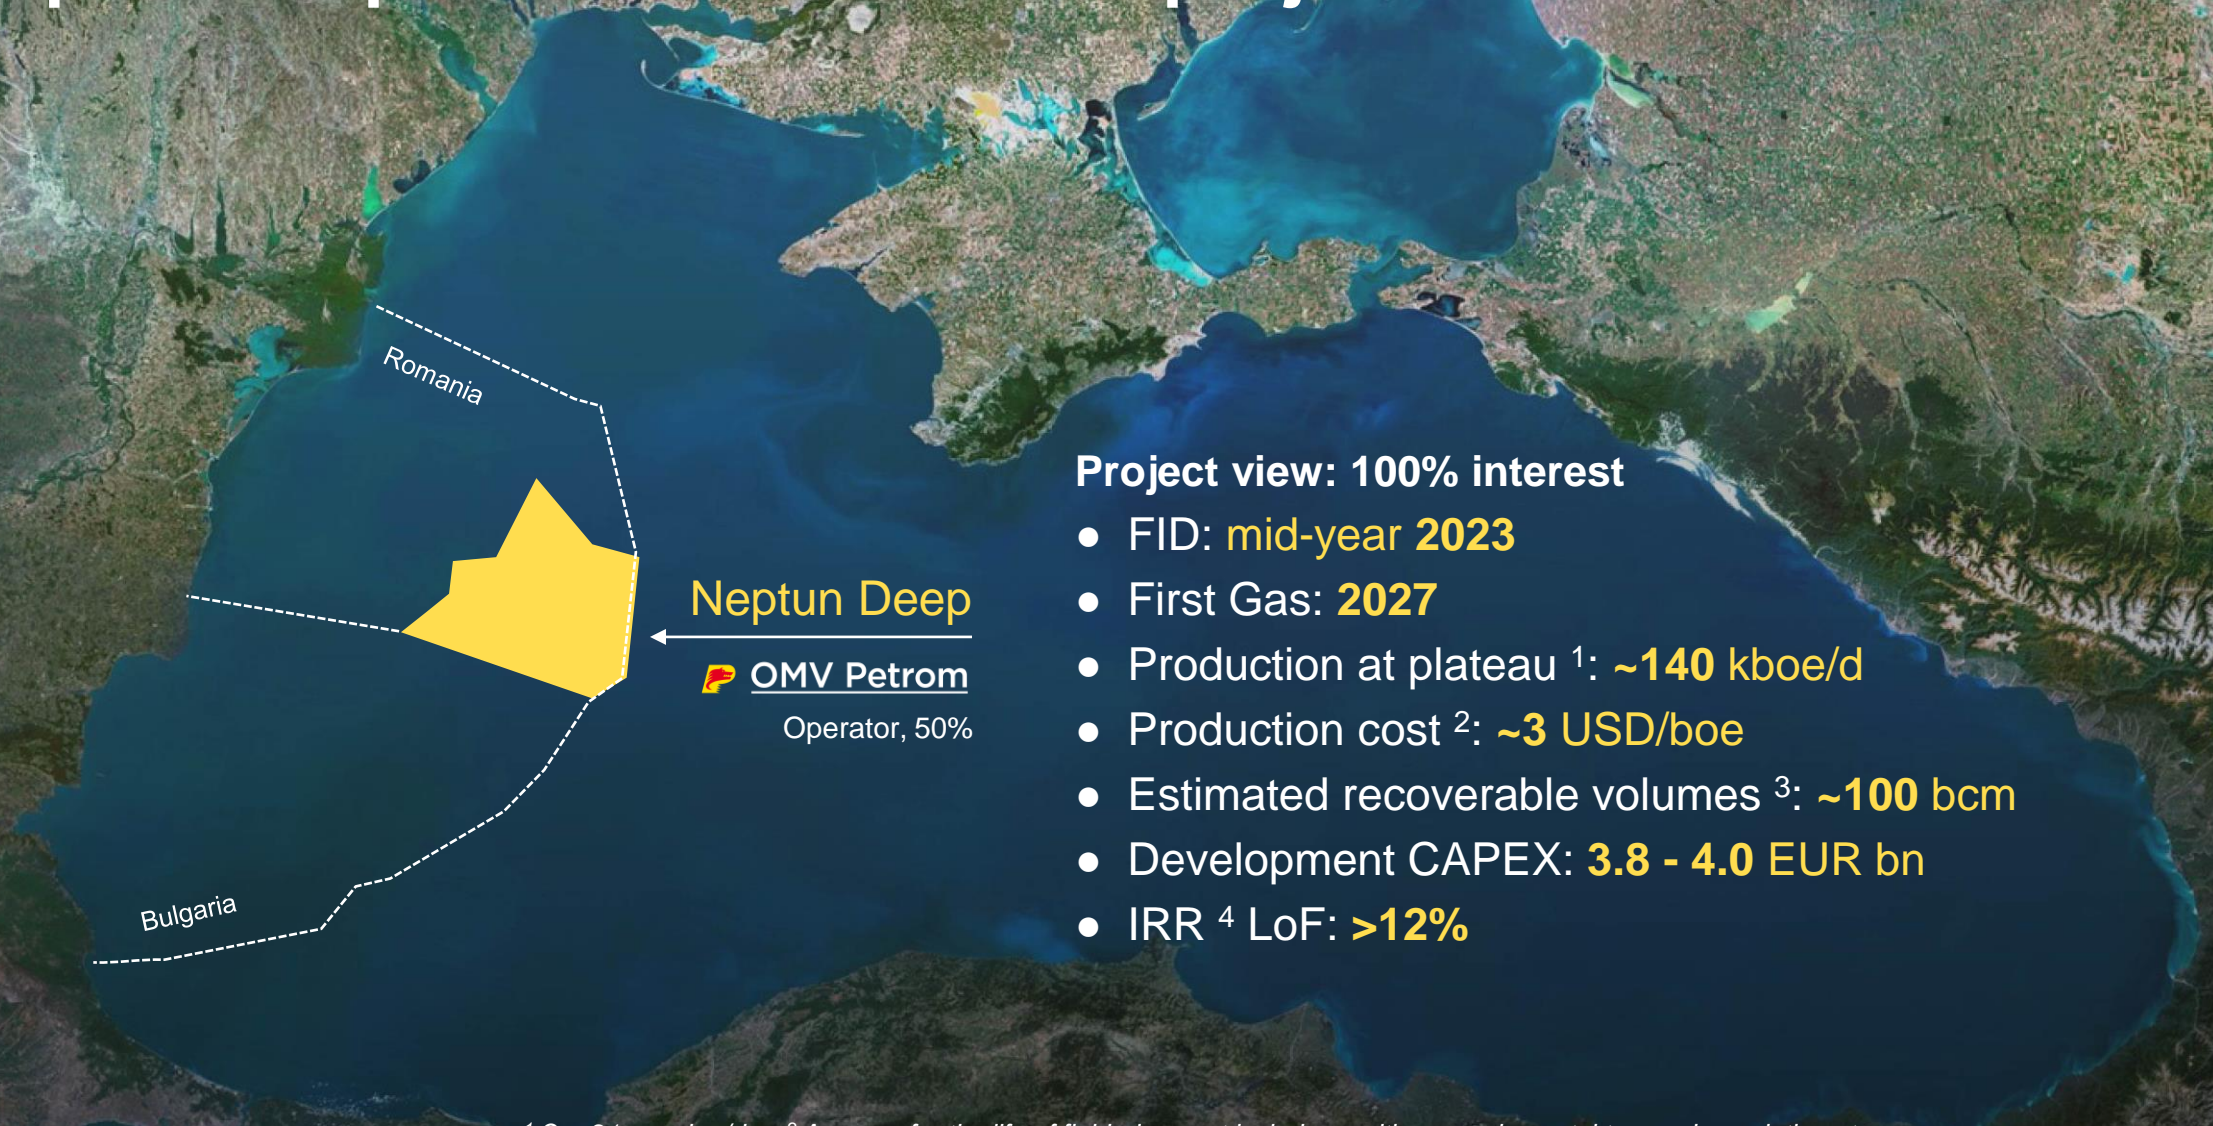 Romania
Neptun Deep
OMV Petrom
Operator, 50%
Bulgaria
Project view: 100% interest
● FID: mid-year 2023
● First Gas: 2027
● Production at plateau ¹: ~140 kboe/d
● Production cost ²: ~3 USD/boe
● Estimated recoverable volumes ³: ~100 bcm
● Development CAPEX: 3.8 - 4.0 EUR bn
● IRR ⁴ LoF: >12%